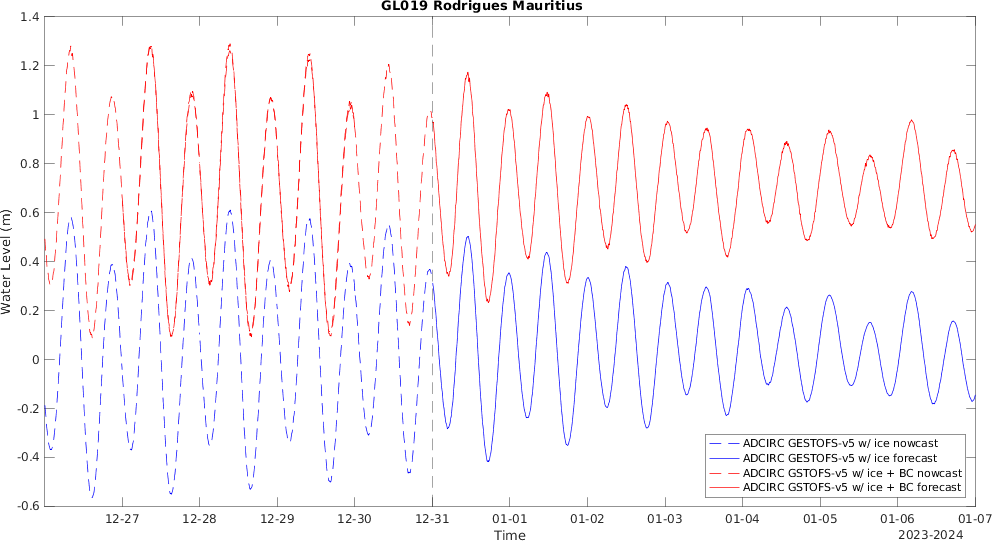 GL019 Rodrigues Mauritius
1.4
1.2
1
0.8
0.6
0.4
0.2
0
-0.2
-0.4
-0.6
Water Level (m)
ADCIRC GESTOFS-v5 w/ ice nowcast
ADCIRC GESTOFS-v5 w/ ice forecast
ADCIRC GSTOFS-v5 w/ ice + BC nowcast
ADCIRC GSTOFS-v5 w/ ice + BC forecast
12-27 12-28 12-29 12-30 12-31 01-01 01-02 01-03 01-04 01-05 01-06 01-07
Time
2023-2024